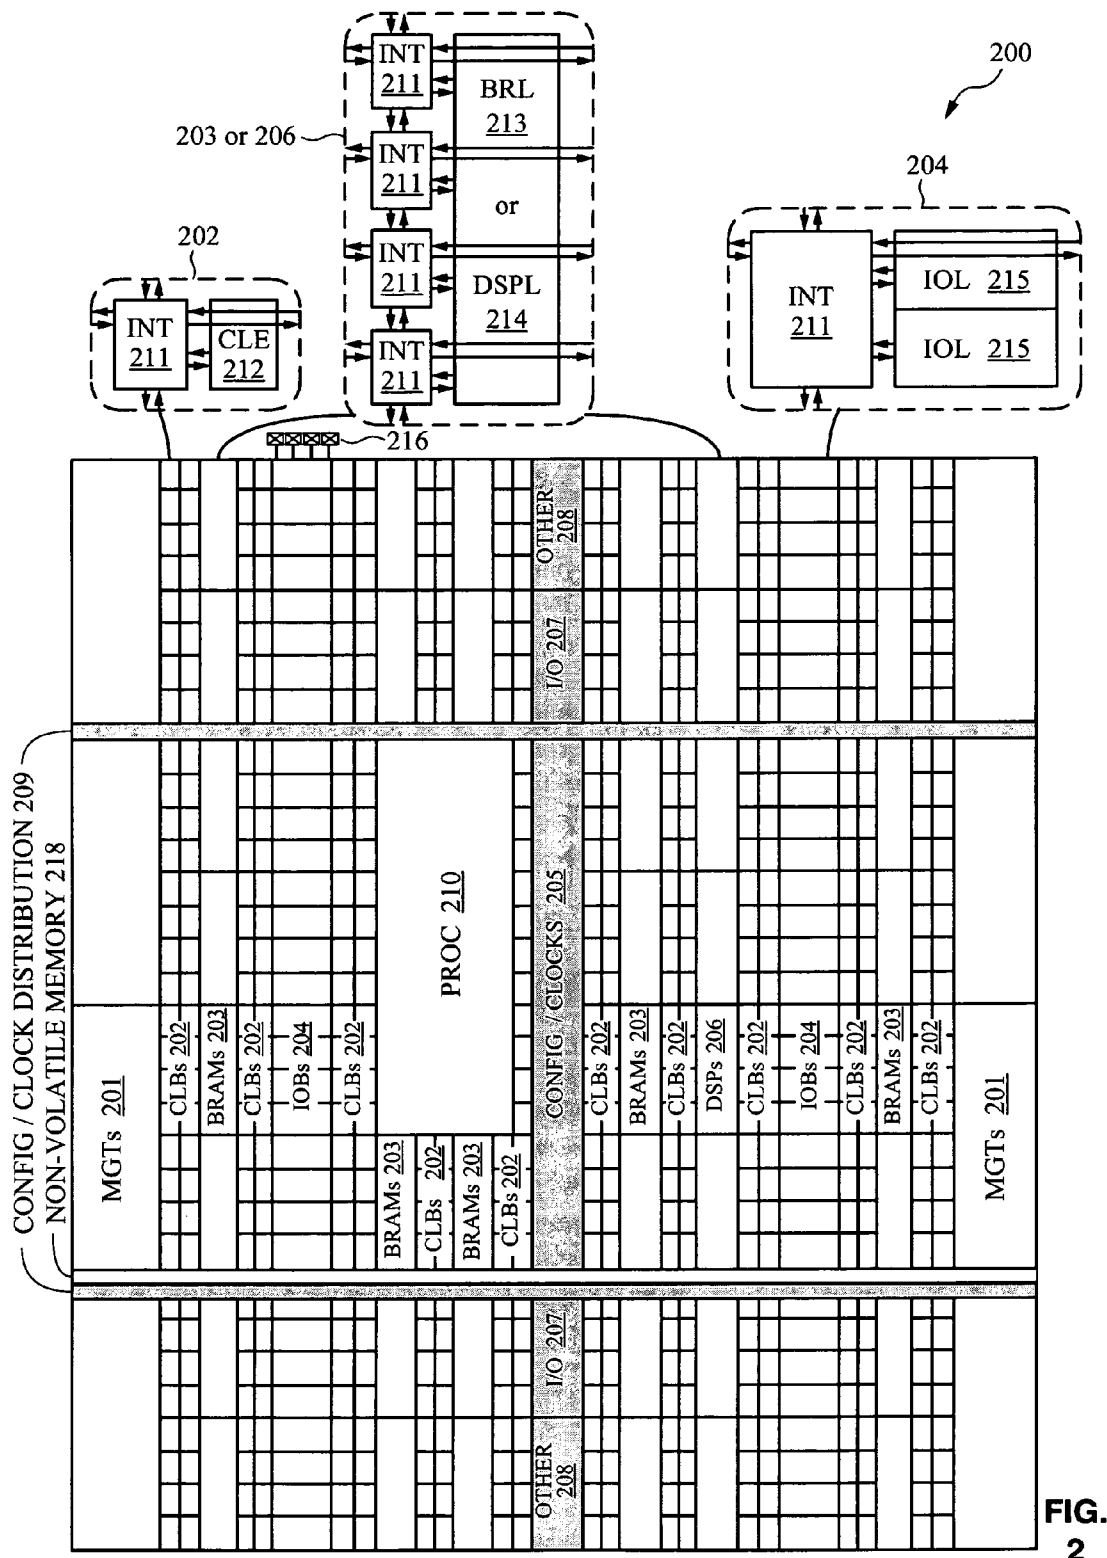 200
203 or 206
INT
211
INT
211
INT
211
INT
211
BRL
213
or
DSPL
214
204
INT
211
IOL 215
IOL 215
202
INT
211
CLE
212
216
OTHER
208
I/O 207
CONFIG / CLOCK DISTRIBUTION 209
NON-VOLATILE MEMORY 218
PROC 210
CONFIG / CLOCKS 205
MGTs 201
CLBs 202
BRAMs 203
CLBs 202
IOBs 204
CLBs 202
BRAMs 203
CLBs 202
BRAMs 203
CLBs 202
CLBs 202
BRAMs 203
CLBs 202
DSPs 206
CLBs 202
IOBs 204
CLBs 202
BRAMs 203
CLBs 202
MGTs 201
I/O 207
OTHER
208
FIG.
2